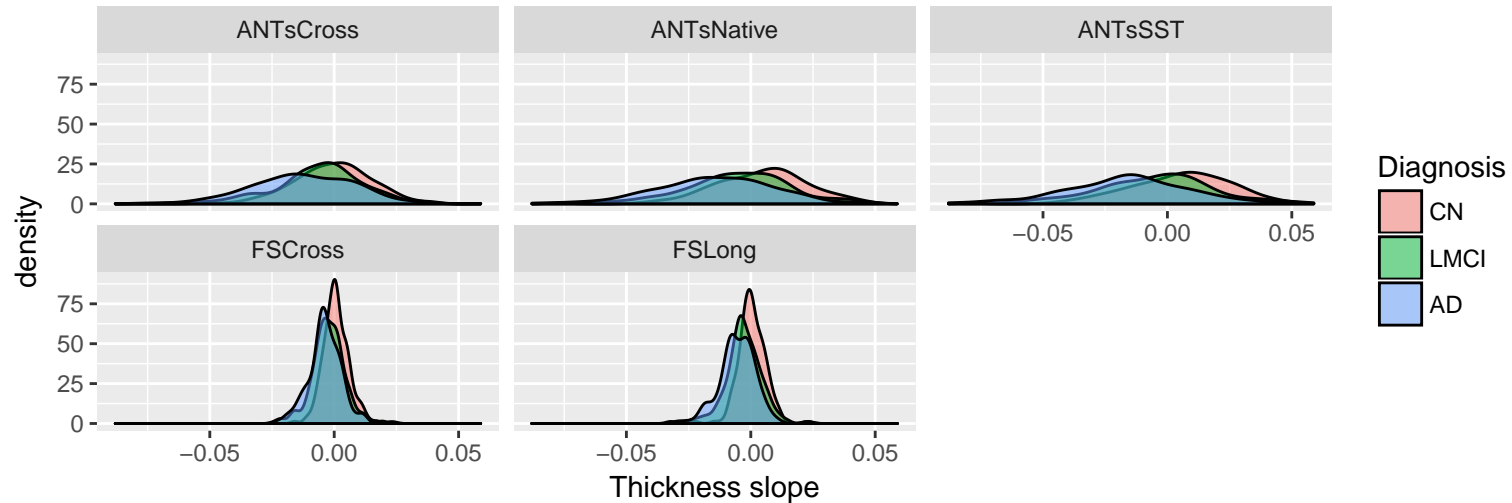 ANTsCross
ANTsNative
ANTsSST
75
50
25
0
−0.05
0.00
0.05
FSCross
FSLong
75
50
25
0
−0.05
0.00
0.05
−0.05
0.00
0.05
density
Thickness slope
Diagnosis
CN
LMCI
AD